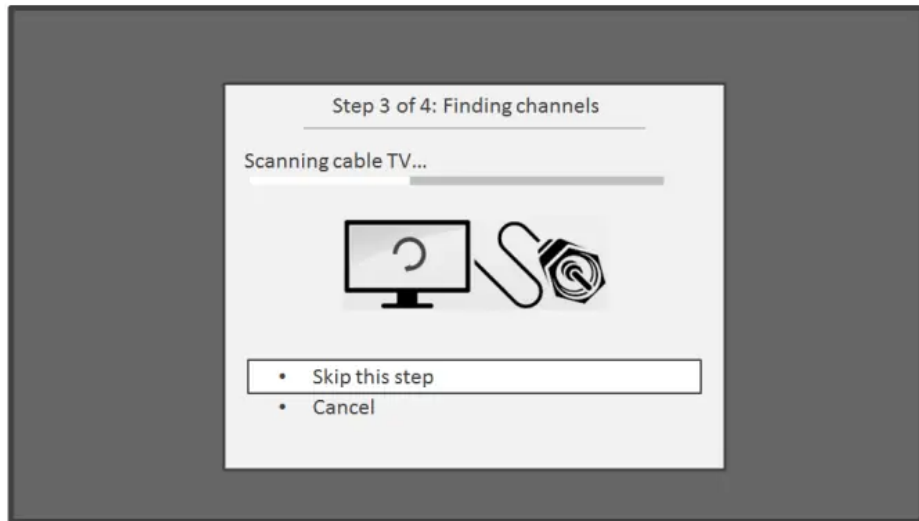 Step 3 of 4: Finding channels
Scanning cable TV...
• Skip this step
• Cancel